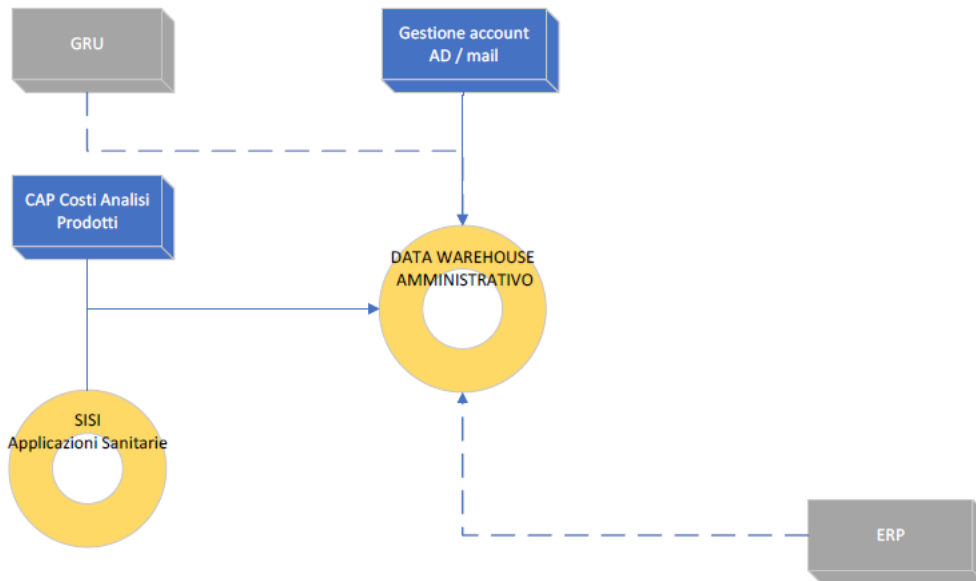 GRU
Gestione account
AD / mail
CAP Costi Analisi
Prodotti
DATA WAREHOUSE
AMMINISTRATIVO
SISI
Applicazioni Sanitarie
ERP